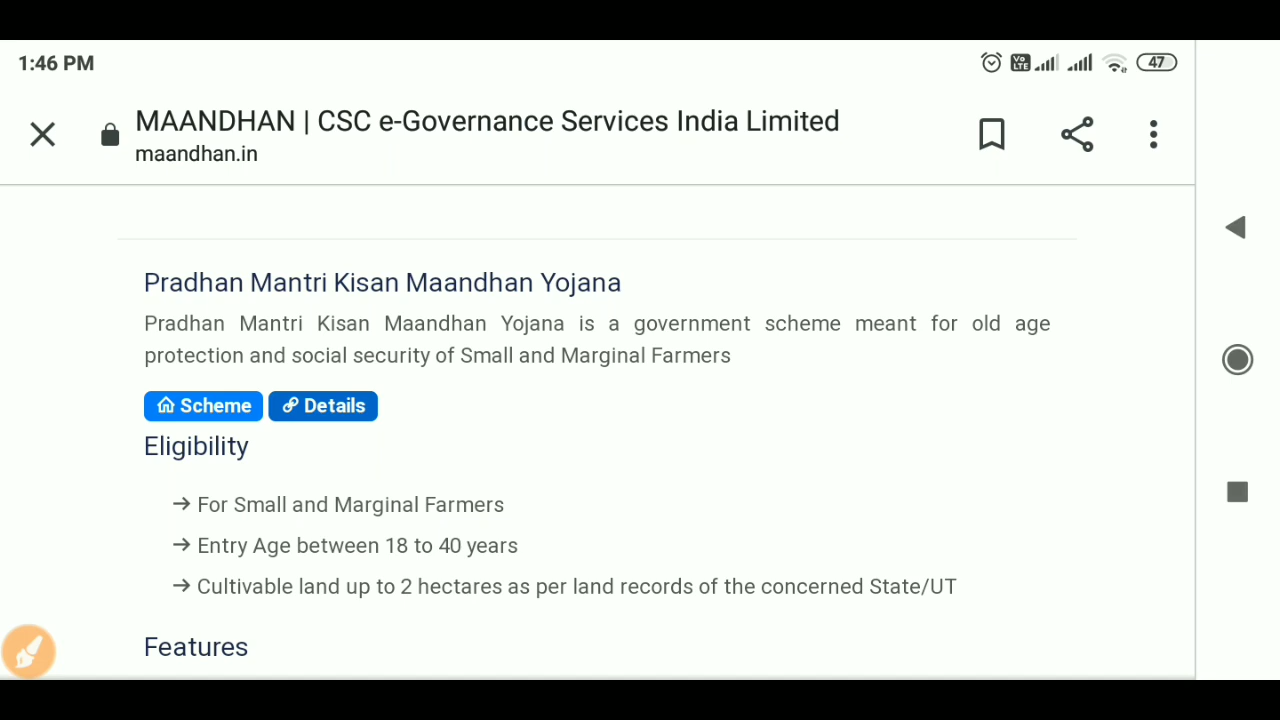 1:46 PM
Vo LTE
47
MAANDHAN | CSC e-Governance Services India Limited
maandhan.in
Pradhan Mantri Kisan Maandhan Yojana
Pradhan Mantri Kisan Maandhan Yojana is a government scheme meant for old age
protection and social security of Small and Marginal Farmers
Scheme Details
Eligibility
→ For Small and Marginal Farmers
→ Entry Age between 18 to 40 years
→ Cultivable land up to 2 hectares as per land records of the concerned State/UT
Features